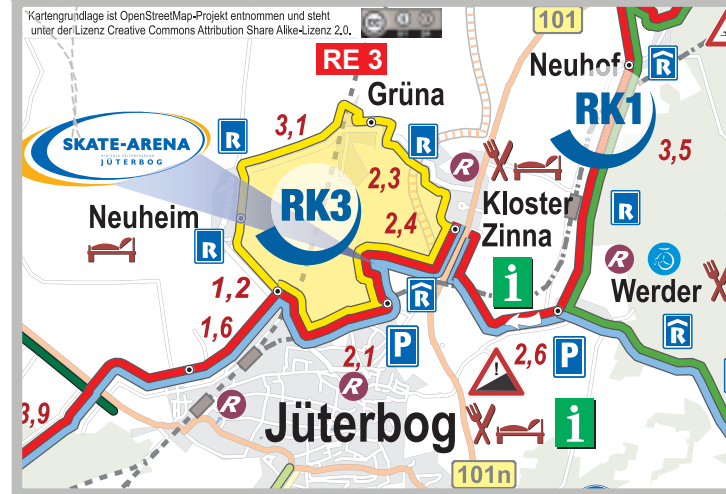 Kartengrundlage ist OpenStreetMap-Projekt entnommen und steht
unter der Lizenz Creative Commons Attribution Share Alike-Lizenz 2.0.
101
RE 3
Neuhof
R
Grüna
RK1
3,1
SKATE-ARENA
JÜTERBOG
R
R
3,5
2,3
R
RK3
Kloster
Zinna
R
2,4
Neuheim
R
R
i
Werder
1,2
R
1,6
R
2,1
P
2,6
P
R
R
3,9
R
Jüterbog
i
101n